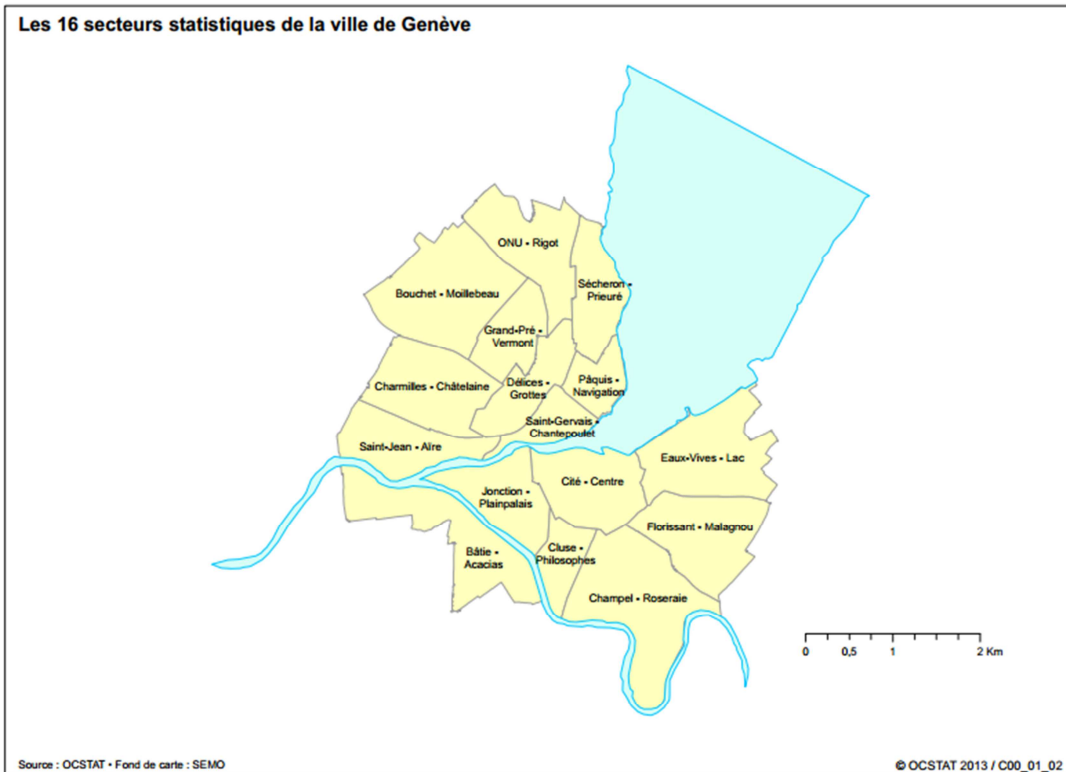 Les 16 secteurs statistiques de la ville de Genève
ONU • Rigot
Sécheron •
Prieuré
Bouchet • Moillebeau
Grand-Pré •
Vermont
Charmilles • Châtelaine
Délices •
Grottes
Pâquis •
Navigation
Saint-Gervais •
Chantepoulet
Saint-Jean • Aïre
Eaux-Vives • Lac
Cité • Centre
Jonction •
Plainpalais
Florissant • Malagnou
Bâtie •
Acacias
Cluse •
Philosophes
Champel • Roseraie
0 0,5 1 2 Km
Source : OCSTAT • Fond de carte : SEMO
© OCSTAT 2013 / C00_01_02